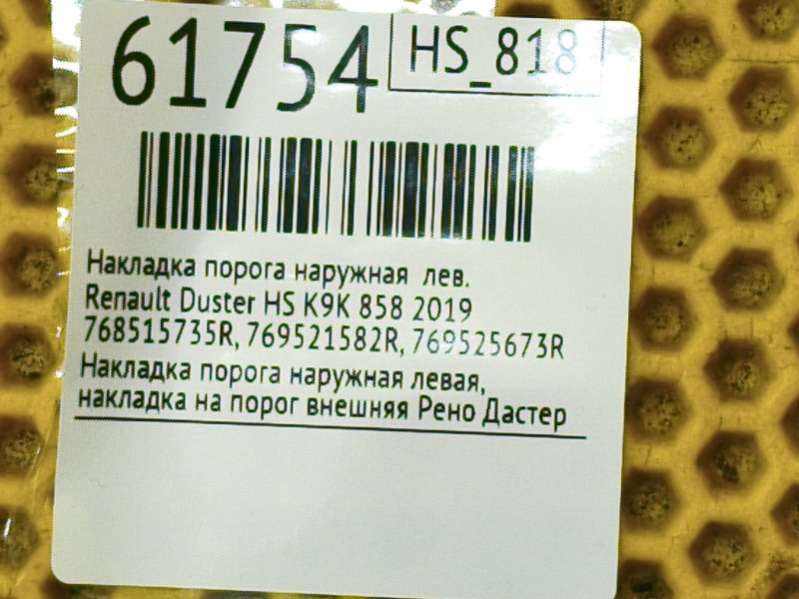 61754
HS_818
Накладка порога наружная лев.
Renault Duster HS K9K 858 2019
768515735R, 769521582R, 769525673R
Накладка порога наружная левая,
накладка на порог внешняя Рено Дастер